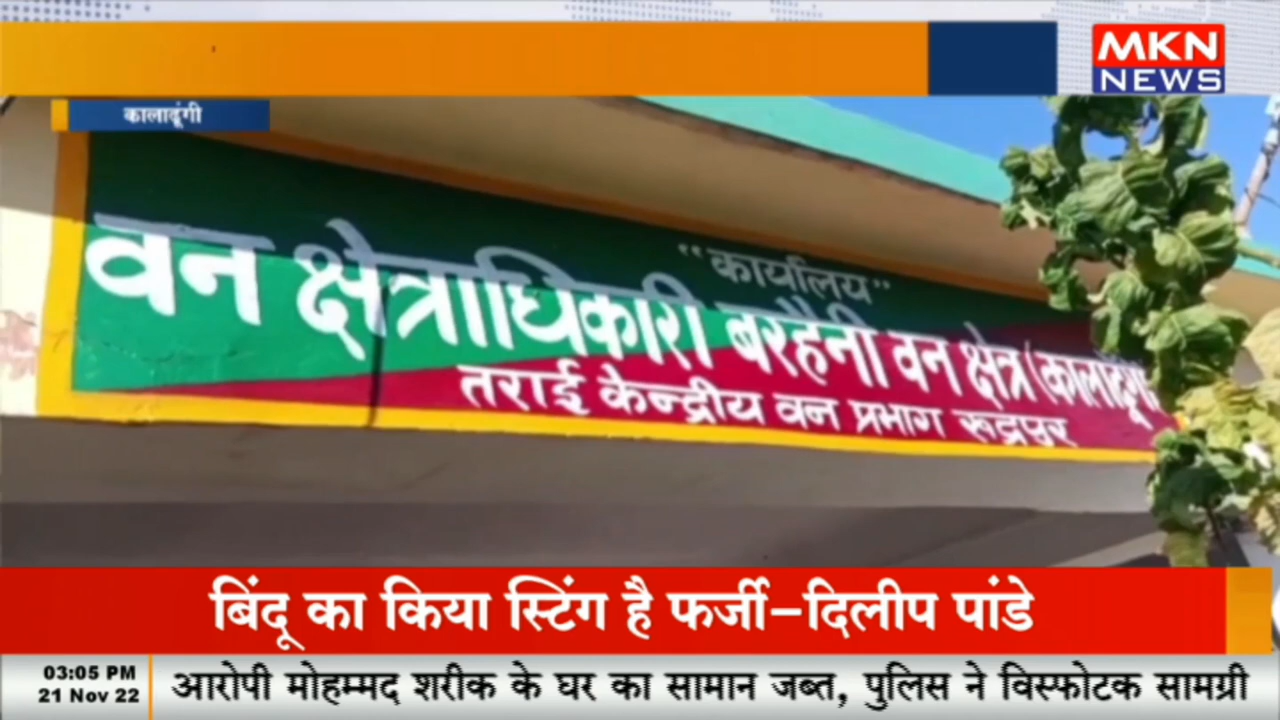 MKN
NEWS
कालाढूंगी
"कार्यालय"
वन क्षेत्राधिकारी बरहैनी वन क्षेत्र (कालाढूंगी
तराई केन्द्रीय वन प्रभाग रूद्रपुर
बिंदू का किया स्टिंग है फर्जी-दिलीप पांडे
03:05 PM
21 Nov 22
आरोपी मोहम्मद शरीक के घर का सामान जब्त, पुलिस ने विस्फोटक सामग्री